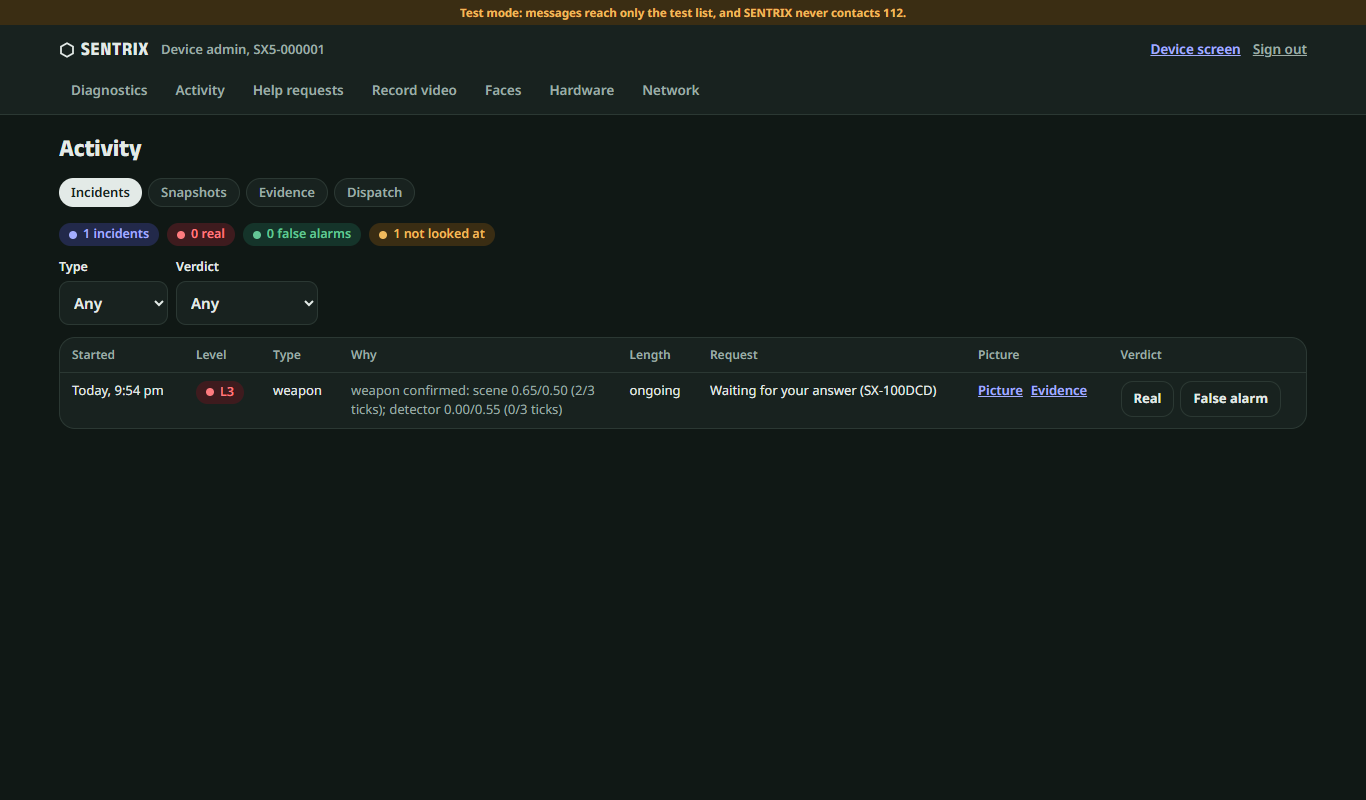 Test mode: messages reach only the test list, and SENTRIX never contacts 112.
SENTRIX Device admin, SX5-000001 Device screen Sign out
Diagnostics Activity Help requests Record video Faces Hardware Network
Activity
Incidents Snapshots Evidence Dispatch
1 incidents 0 real 0 false alarms 1 not looked at
Type Verdict
Any Any
Started Level Type Why Length Request Picture Verdict
Today, 9:54 pm L3 weapon weapon confirmed: scene 0.65/0.50 (2/3 ongoing Waiting for your answer (SX-100DCD) Picture Evidence Real False alarm
ticks); detector 0.00/0.55 (0/3 ticks)